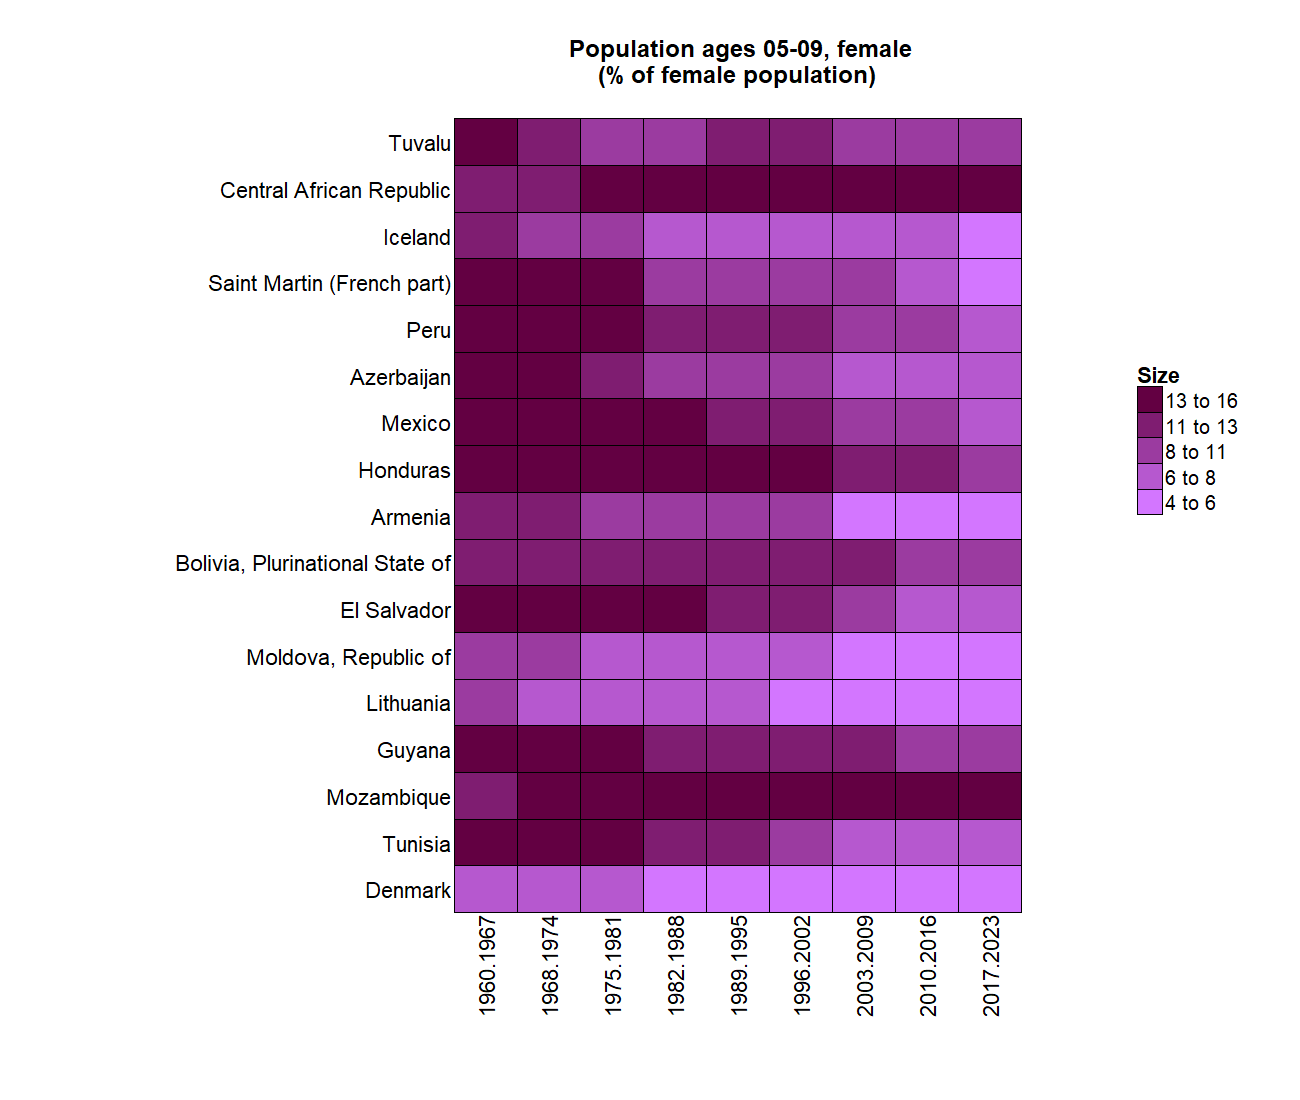 Population ages 05-09, female
(% of female population)
Tuvalu
Central African Republic
Iceland
Saint Martin (French part)
Peru
Azerbaijan
Mexico
Honduras
Armenia
Bolivia, Plurinational State of
El Salvador
Moldova, Republic of
Lithuania
Guyana
Mozambique
Tunisia
Denmark
1960.1967
1968.1974
1975.1981
1982.1988
1989.1995
1996.2002
2003.2009
2010.2016
2017.2023
Size
13 to 16
11 to 13
8 to 11
6 to 8
4 to 6